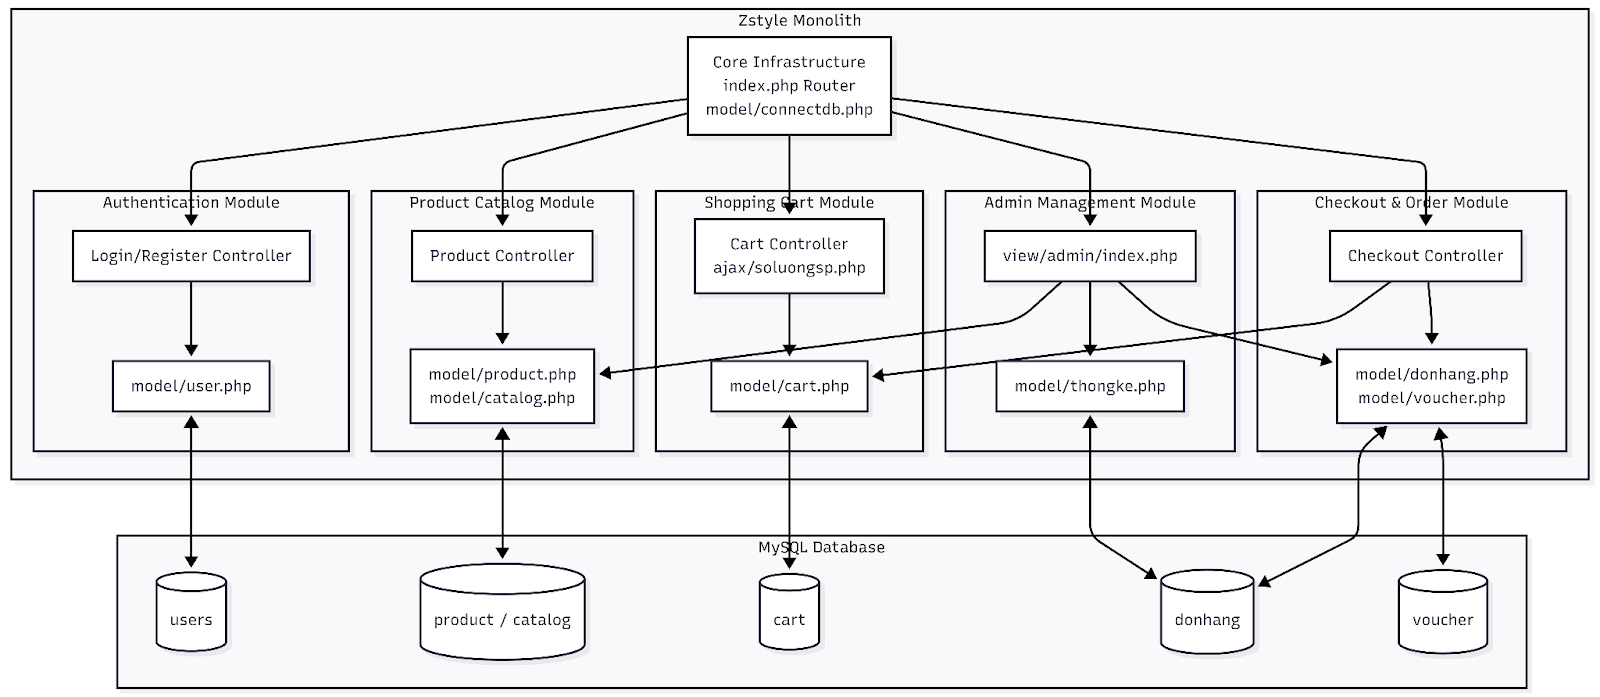 Zstyle Monolith
Core Infrastructure
index.php Router
model/connectdb.php
Authentication Module
Product Catalog Module
Shopping Cart Module
Admin Management Module
Checkout & Order Module
Login/Register Controller
Product Controller
Cart Controller
ajax/soluongsp.php
view/admin/index.php
Checkout Controller
model/user.php
model/product.php
model/catalog.php
model/cart.php
model/thongke.php
model/donhang.php
model/voucher.php
MySQL Database
users
product / catalog
cart
donhang
voucher